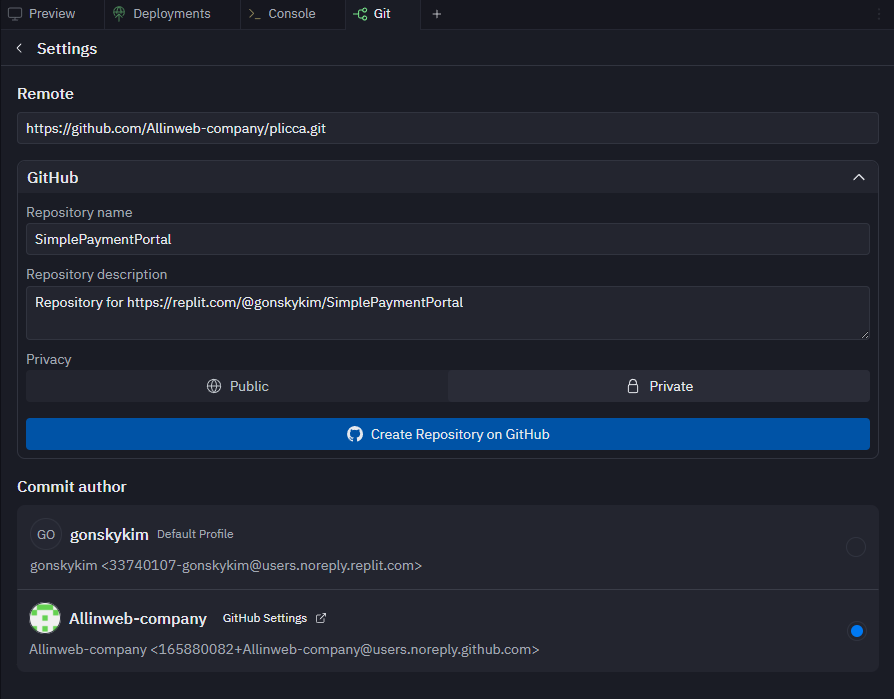 Preview
Deployments
Console
Git
Settings
Remote
https://github.com/Allinweb-company/plicca.git
GitHub
Repository name
SimplePaymentPortal
Repository description
Repository for https://replit.com/@gonskykim/SimplePaymentPortal
Privacy
Public
Private
Create Repository on GitHub
Commit author
GO
gonskykim Default Profile
gonskykim <33740107-gonskykim@users.noreply.replit.com>
Allinweb-company GitHub Settings
Allinweb-company <165880082+Allinweb-company@users.noreply.github.com>